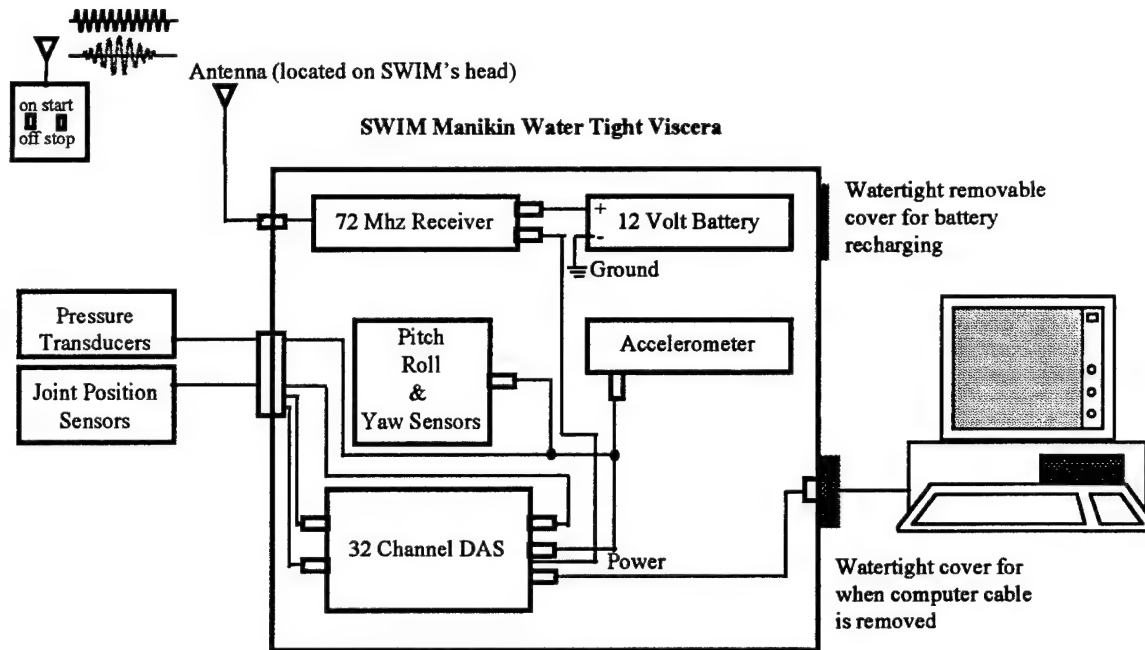 on start
off stop
Antenna (located on SWIM's head)
SWIM Manikin Water Tight Viscera
72 Mhz Receiver
+
-
12 Volt Battery
Ground
Watertight removable
cover for battery
recharging
Pressure
Transducers
Joint Position
Sensors
Pitch
Roll
&
Yaw Sensors
Accelerometer
32 Channel DAS
Power
Watertight cover for
when computer cable
is removed